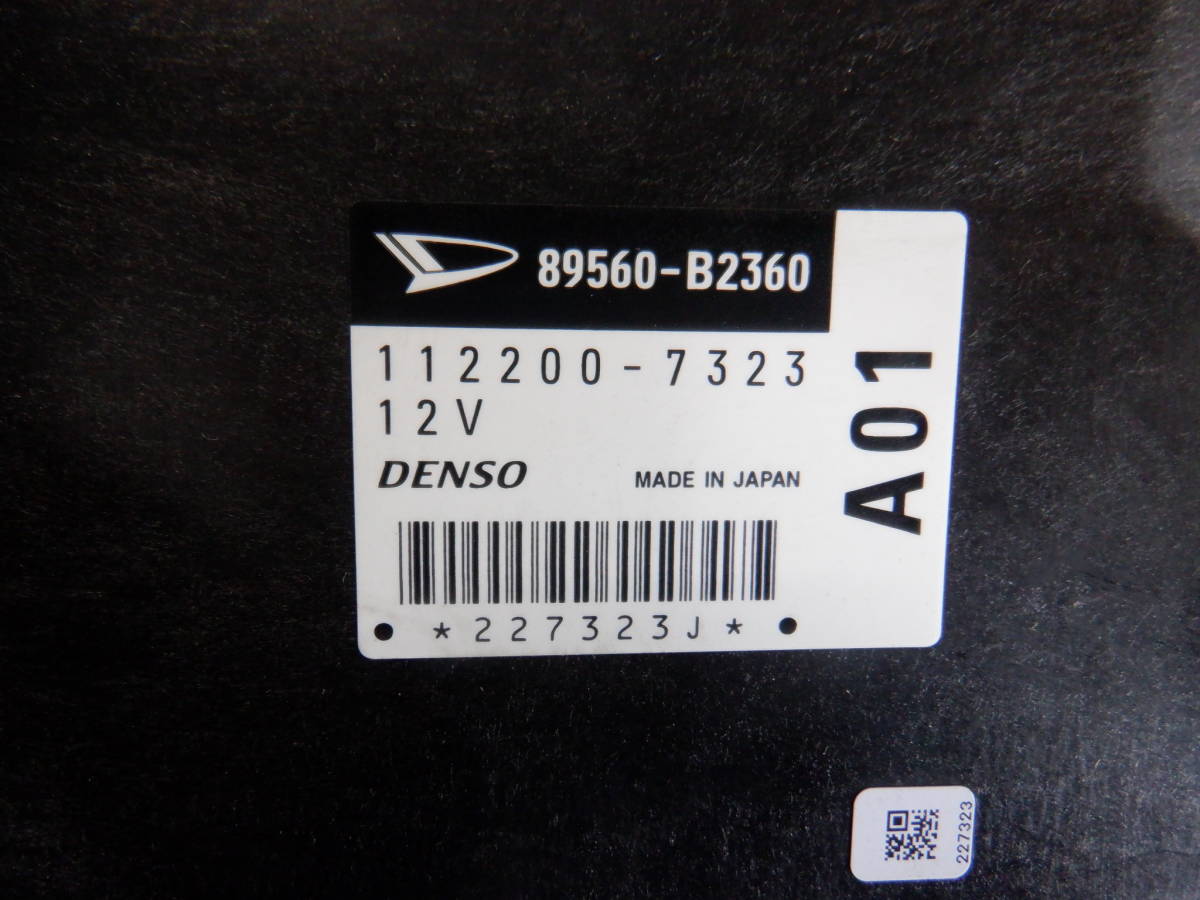 89560-B2360
112200-7323
12V
DENSO MADE IN JAPAN
*227323J*
A01
227323